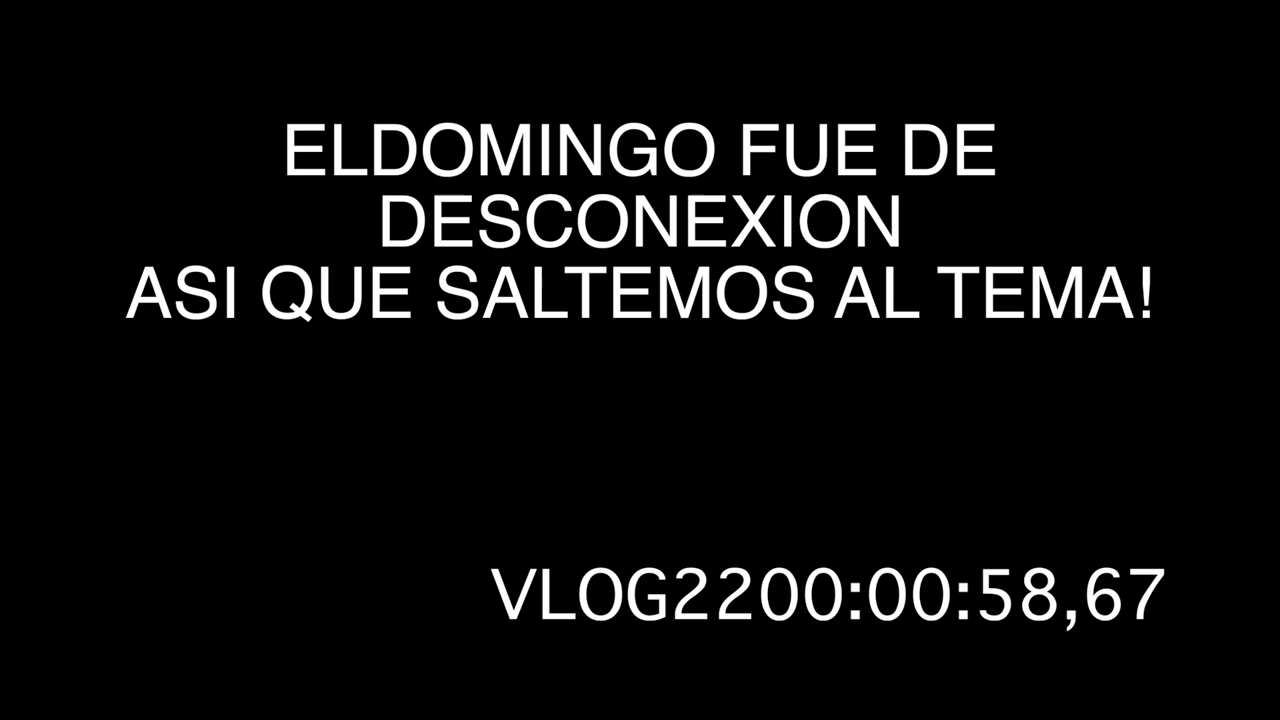 ELDOMINGO FUE DE
DESCONEXION
ASI QUE SALTEMOS AL TEMA!
VLOG2200:00:58,67